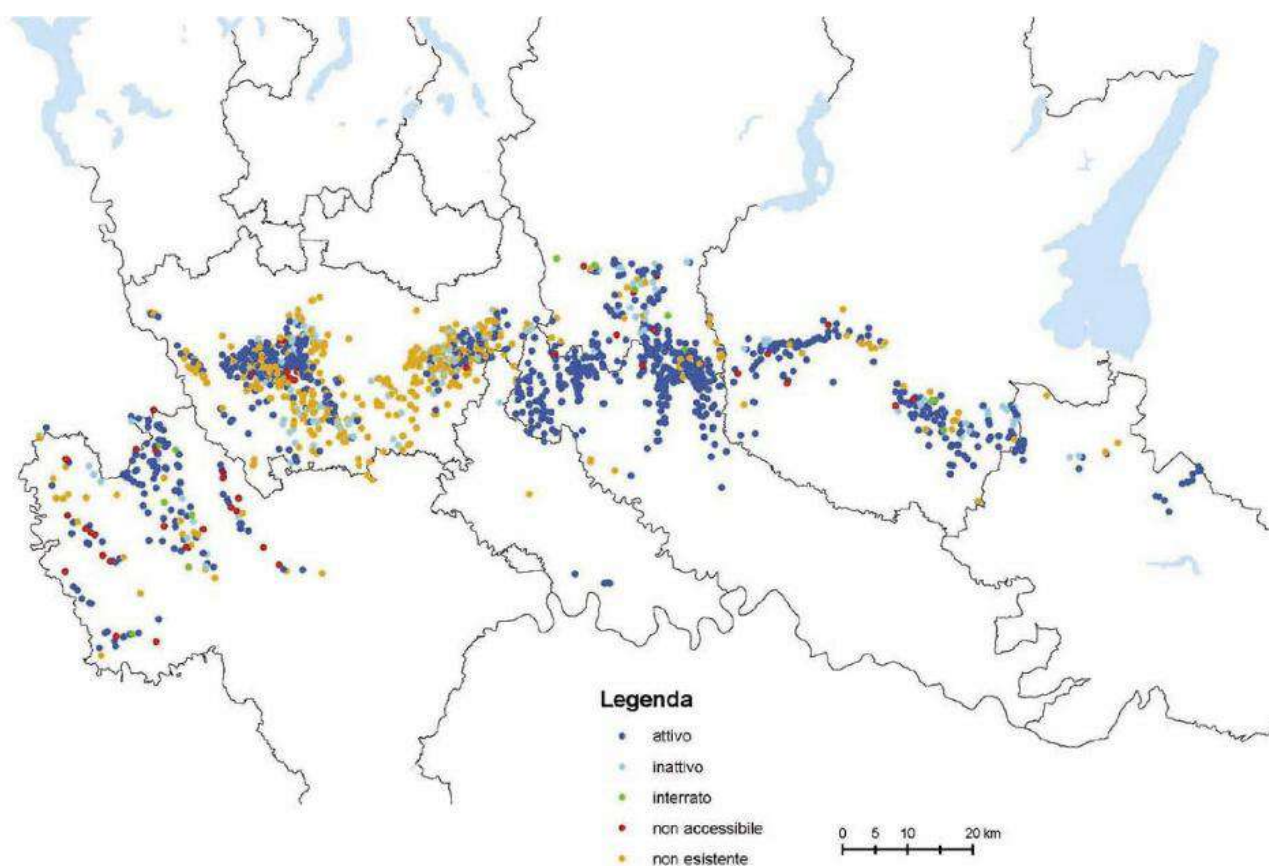 Legenda
attivo
inattivo
interrato
non accessibile
non esistente
0 5 10 20 km